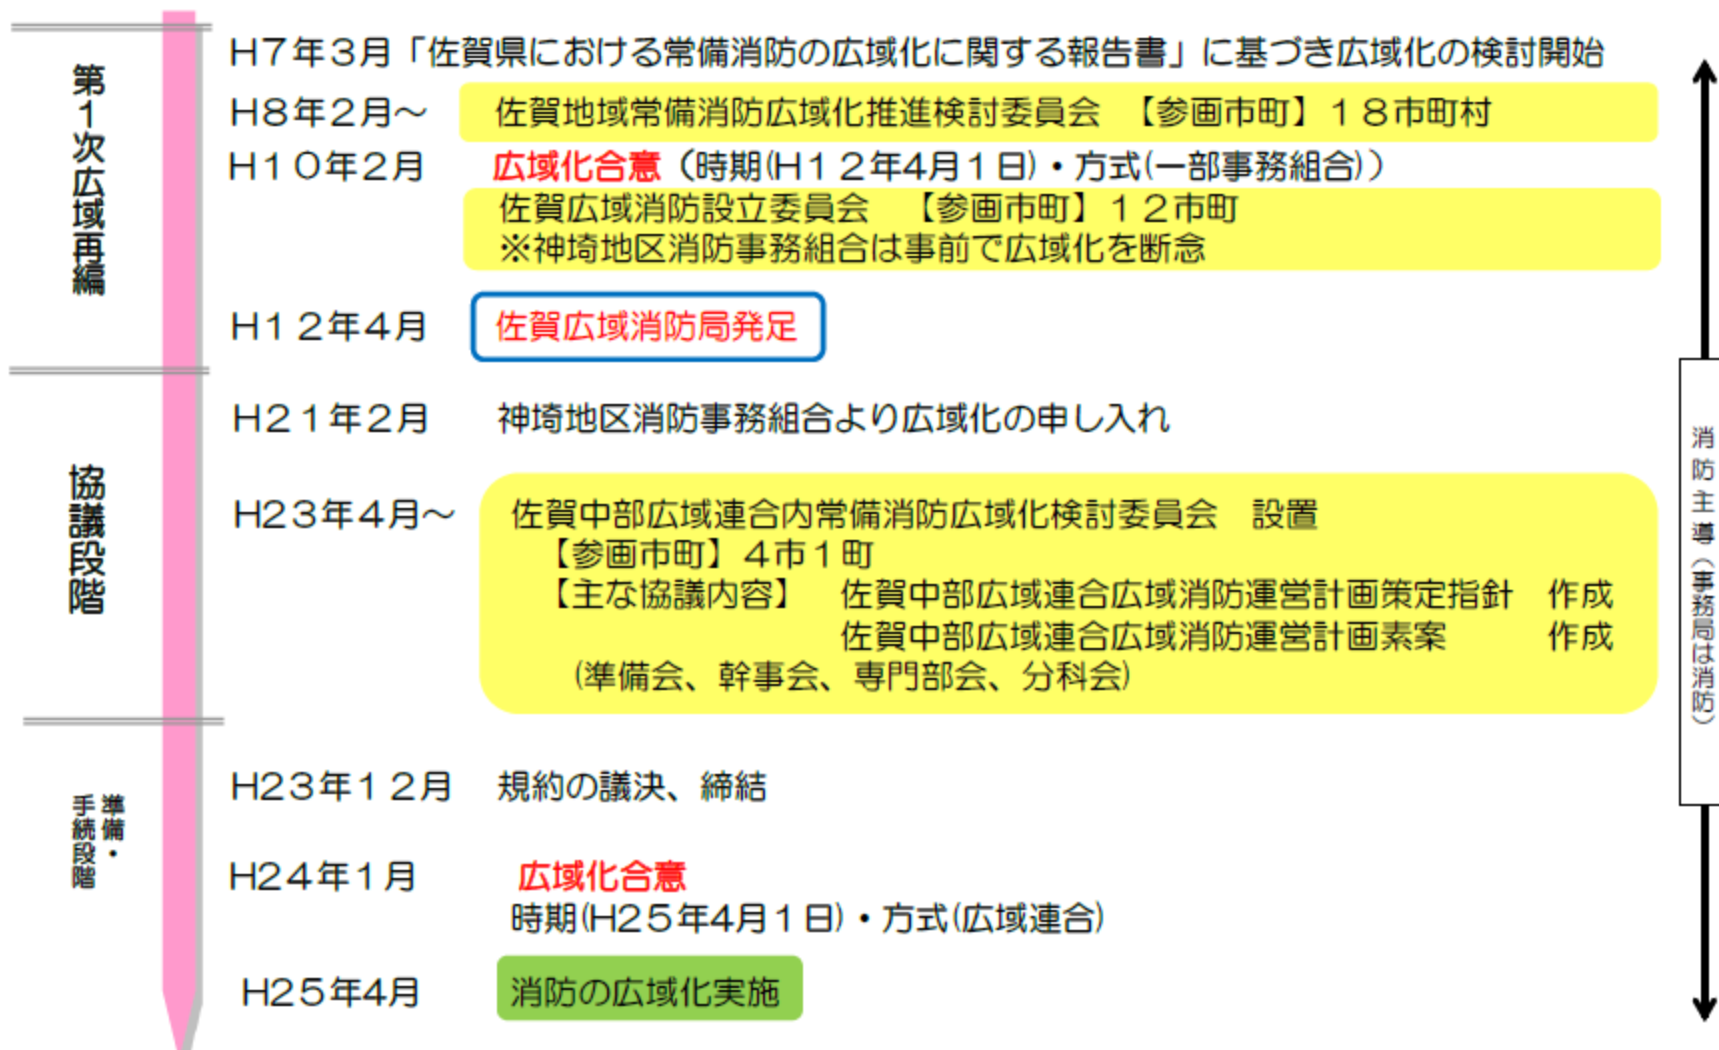 第１次広域再編
H７年３月「佐賀県における常備消防の広域化に関する報告書」に基づき広域化の検討開始
H８年２月～　佐賀地域常備消防広域化推進検討委員会　【参画市町】１８市町村
H１０年２月　広域化合意（時期(H１２年4月１日)・方式(一部事務組合)）
佐賀広域消防設立委員会　【参画市町】１２市町
※神埼地区消防事務組合は事前で広域化を断念
H１２年４月　佐賀広域消防局発足
協議段階
H２１年２月　神埼地区消防事務組合より広域化の申し入れ
H２３年４月～　佐賀中部広域連合内常備消防広域化検討委員会　設置
【参画市町】４市１町
【主な協議内容】　佐賀中部広域連合広域消防運営計画策定指針　作成
佐賀中部広域連合広域消防運営計画素案　作成
(準備会、幹事会、専門部会、分科会)
準備・
手続段階
H２３年１２月　規約の議決、締結
H２４年１月　広域化合意
時期(H２５年４月１日)・方式(広域連合)
H２５年４月　消防の広域化実施
消防主導（事務局は消防）